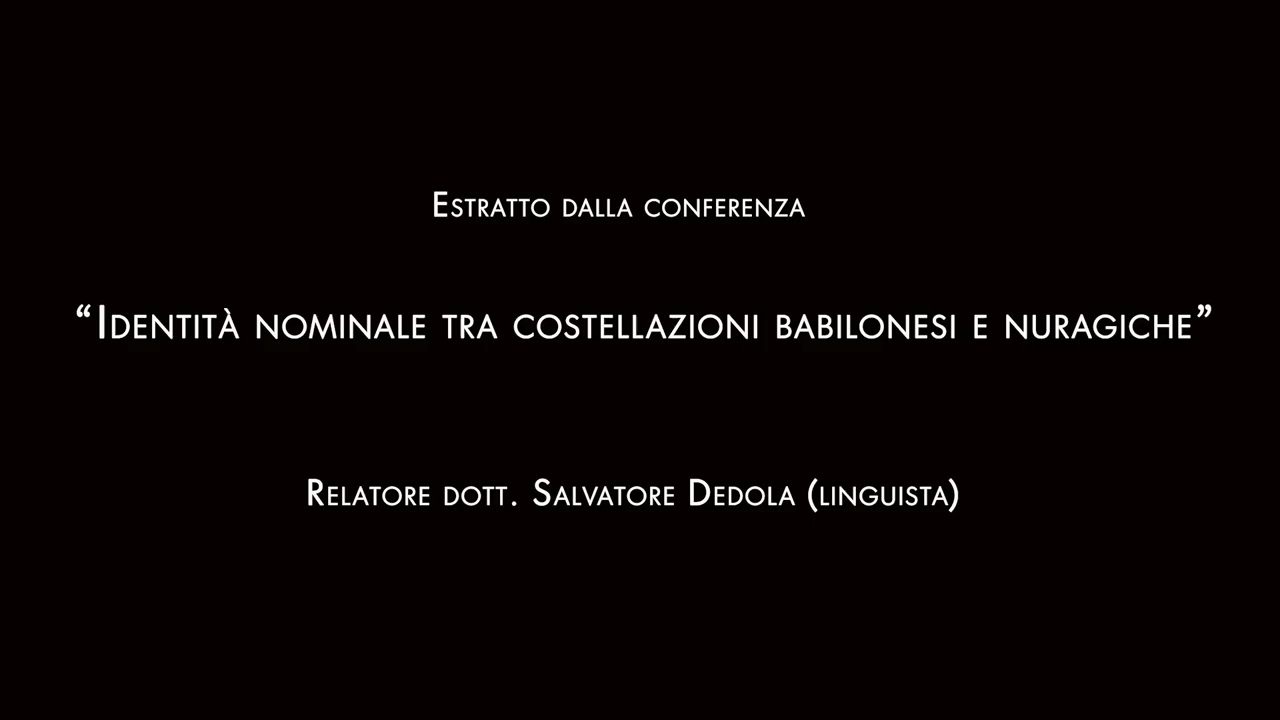 Estratto dalla conferenza
“Identità nominale tra costellazioni babilonesi e nuragiche”
Relatore dott. Salvatore Dedola (linguista)